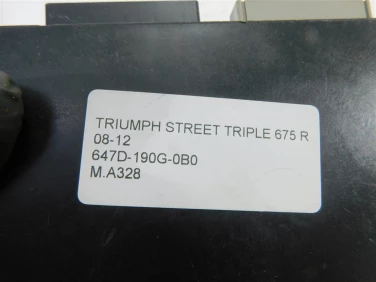 TRIUMPH STREET TRIPLE 675 R
08-12
647D-190G-0B0
M.A328